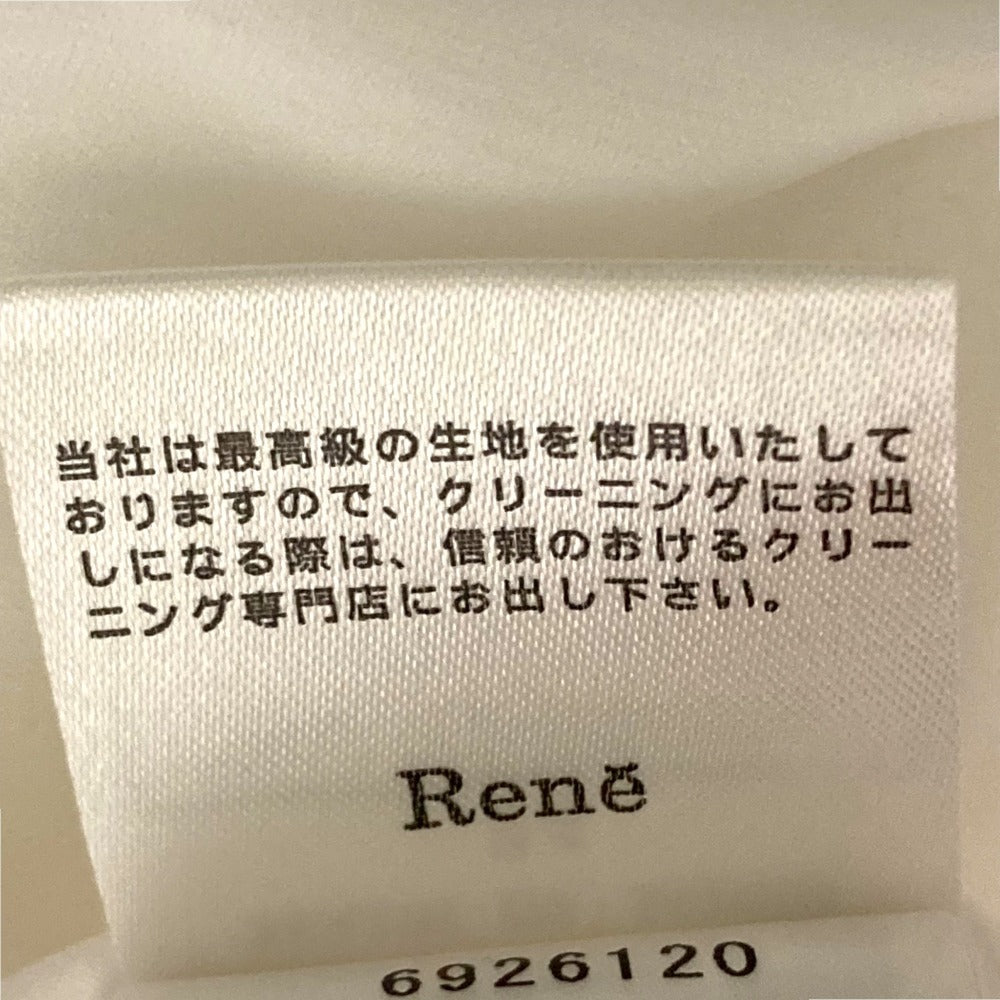 当社は最高級の生地を使用いたして
おりますので、クリーニングにお出
しになる際は、信頼のおけるクリー
ニング専門店にお出し下さい。
René
6926120